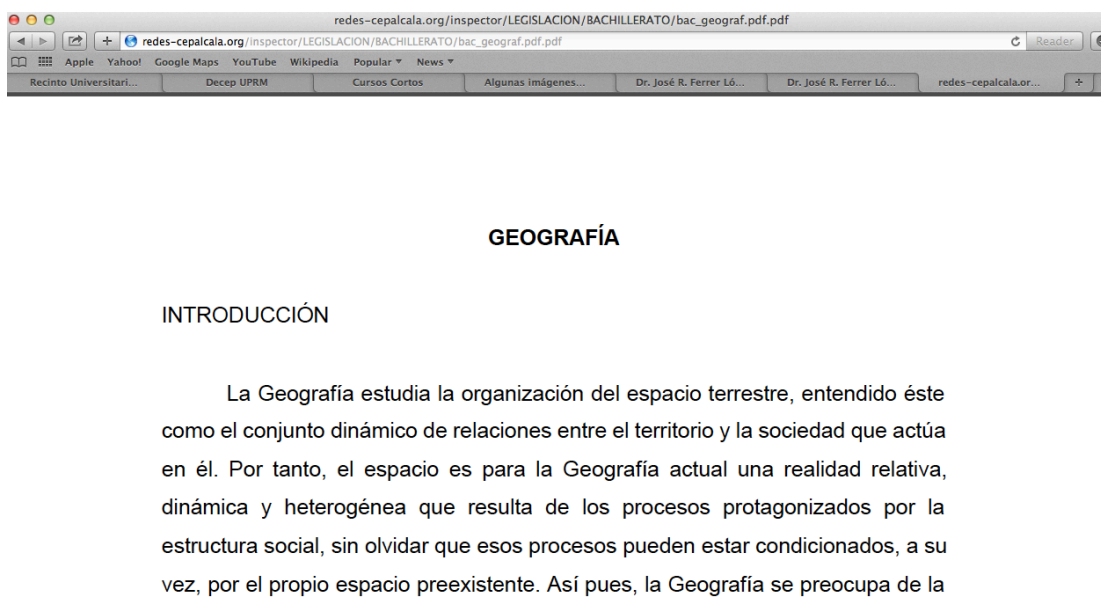 redes-cepalcala.org/inspector/LEGISLACION/BACHILLERATO/bac_geograf.pdf.pdf
redes-cepalcala.org/inspector/LEGISLACION/BACHILLERATO/bac_geograf.pdf.pdf Reader
Apple Yahoo! Google Maps YouTube Wikipedia Popular News
Recinto Universitari... Decep UPRM Cursos Cortos Algunas imágenes... Dr. José R. Ferrer Ló... Dr. José R. Ferrer Ló... redes-cepalcala.or...
GEOGRAFÍA
INTRODUCCIÓN
La Geografía estudia la organización del espacio terrestre, entendido éste
como el conjunto dinámico de relaciones entre el territorio y la sociedad que actúa
en él. Por tanto, el espacio es para la Geografía actual una realidad relativa,
dinámica y heterogénea que resulta de los procesos protagonizados por la
estructura social, sin olvidar que esos procesos pueden estar condicionados, a su
vez, por el propio espacio preexistente. Así pues, la Geografía se preocupa de la